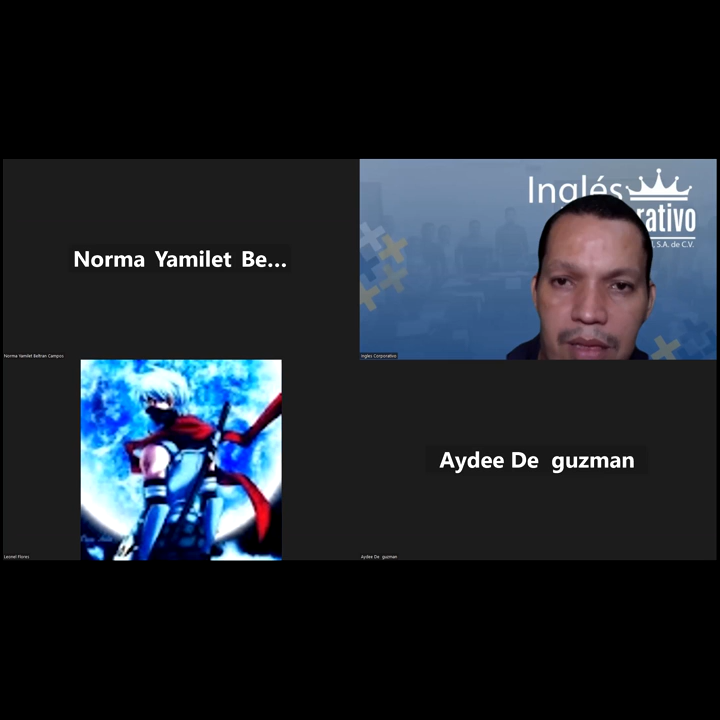 Norma Yamilet Be...
Norma Yamilet Beltran Campos
Inglés
rativo
, S.A. de C.V.
Ingles Corporativo
Leonel Flores
Aydee De guzman
Aydee De guzman